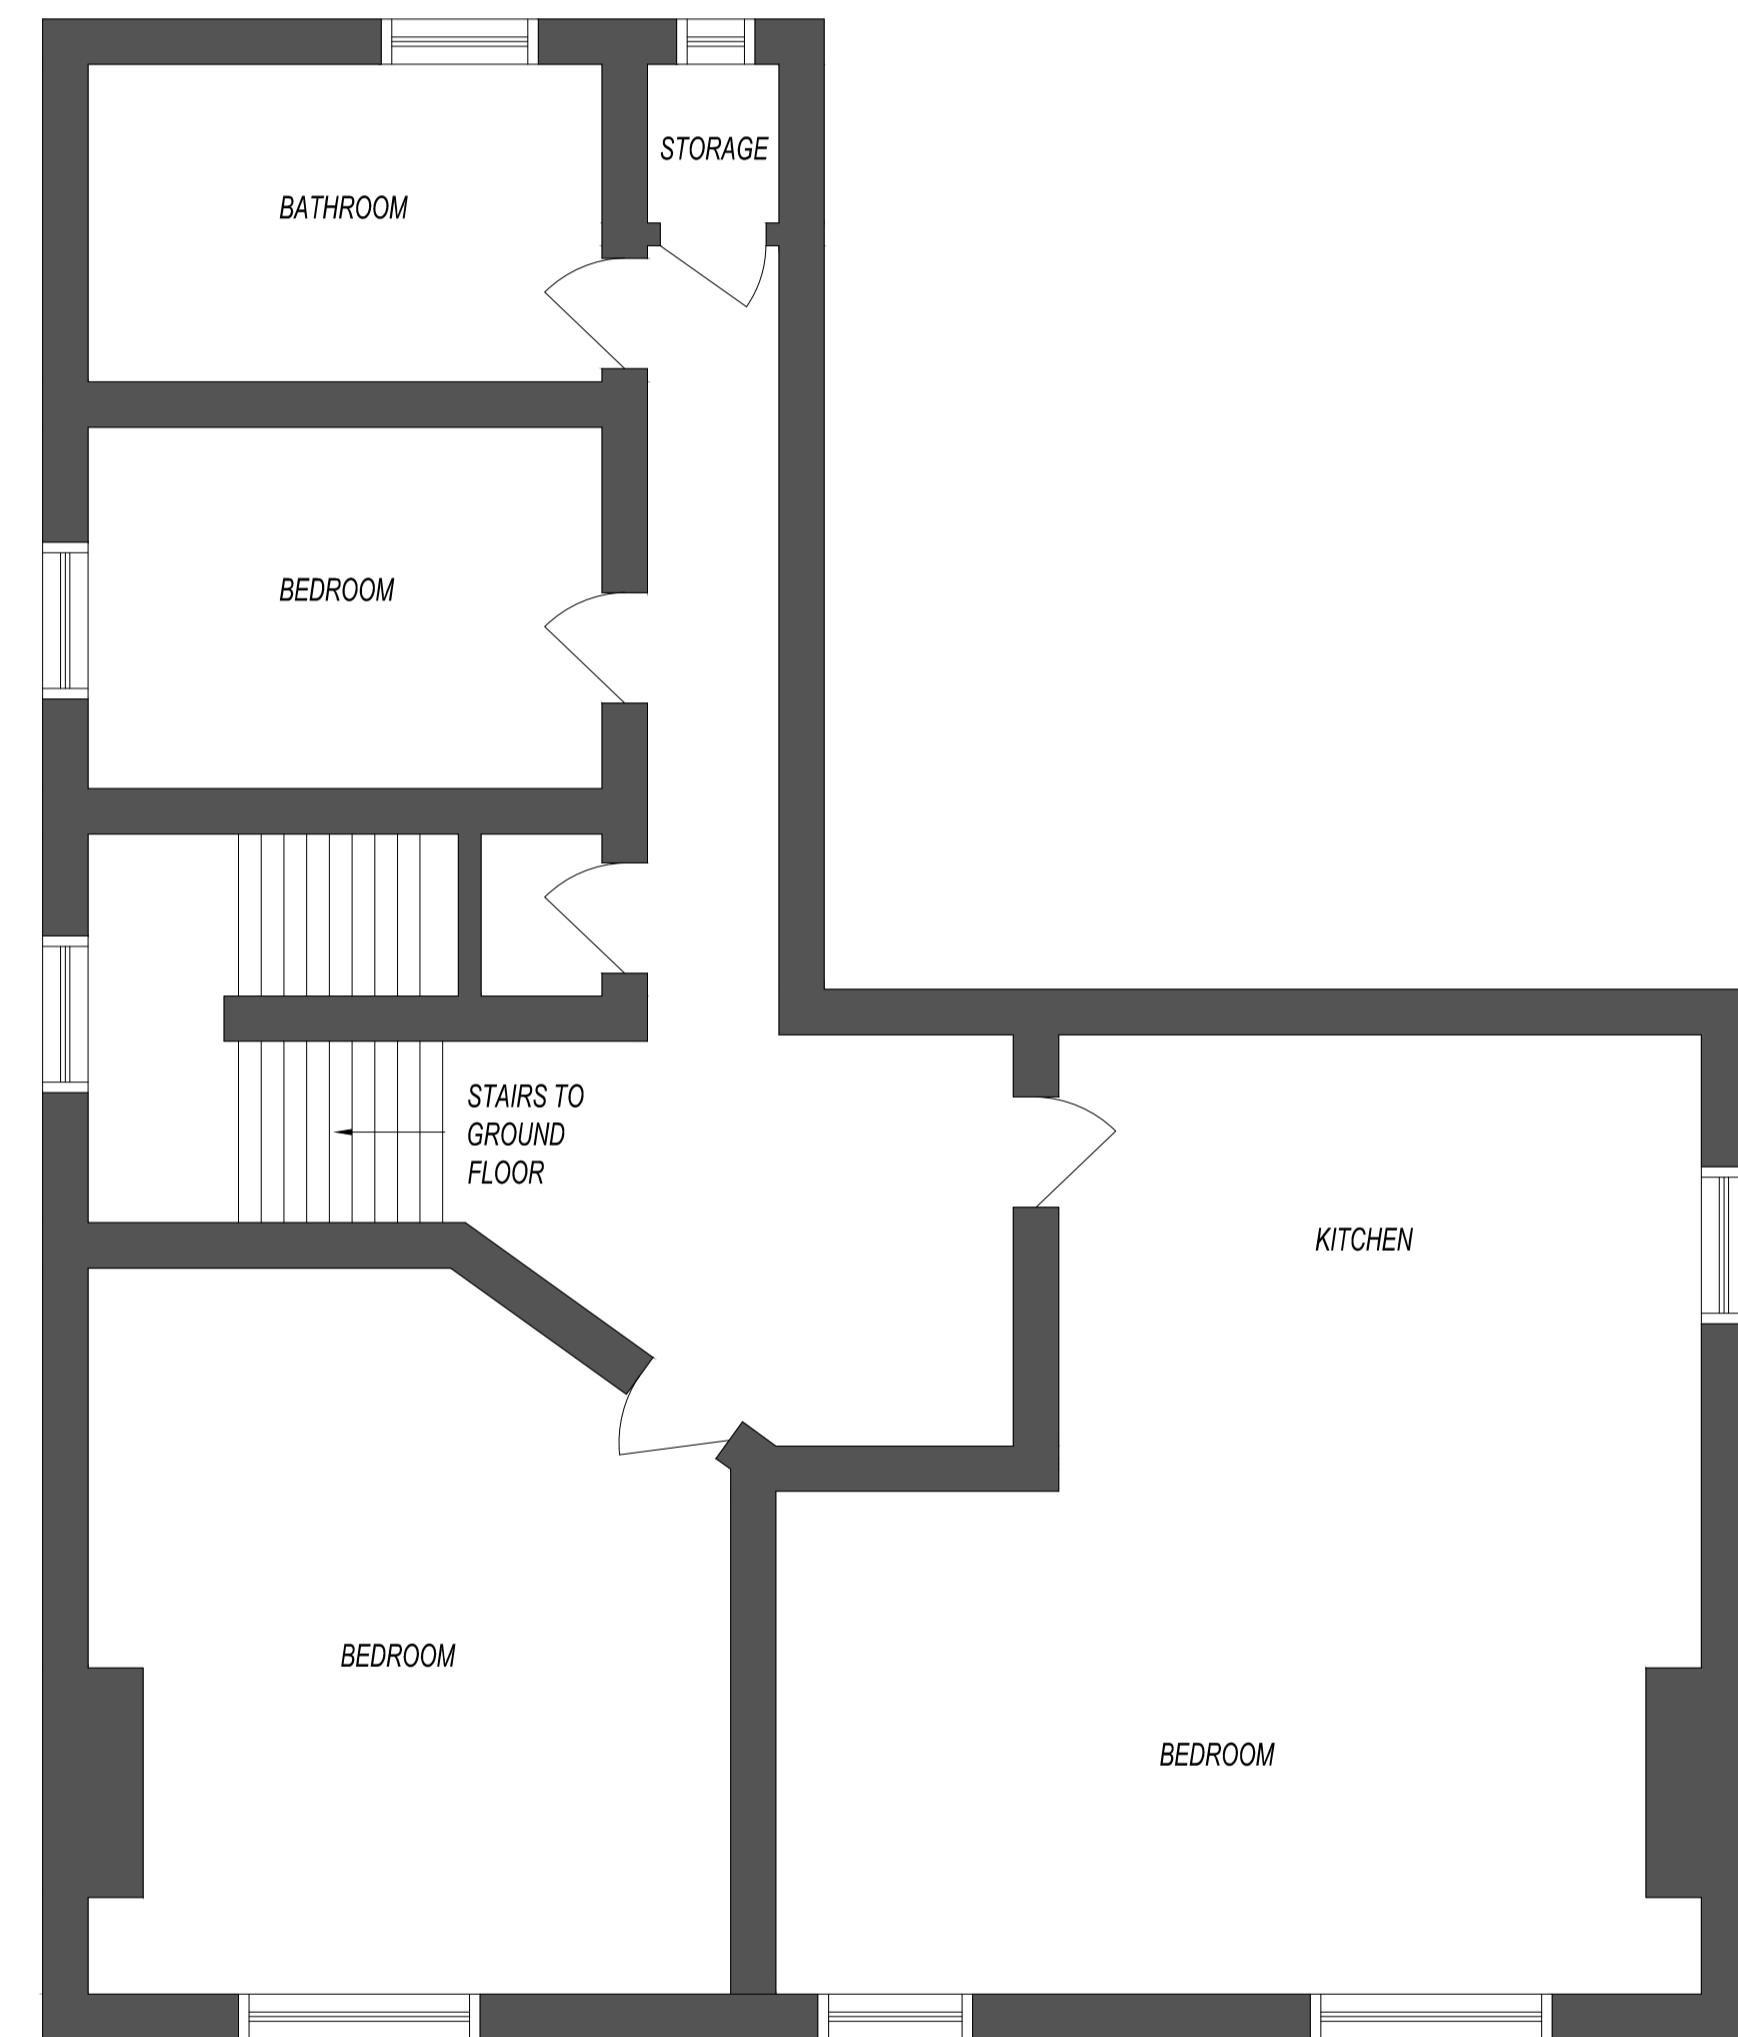 STORAGE
BATHROOM
BEDROOM
STAIRS TO
GROUND
FLOOR
KITCHEN
BEDROOM
BEDROOM